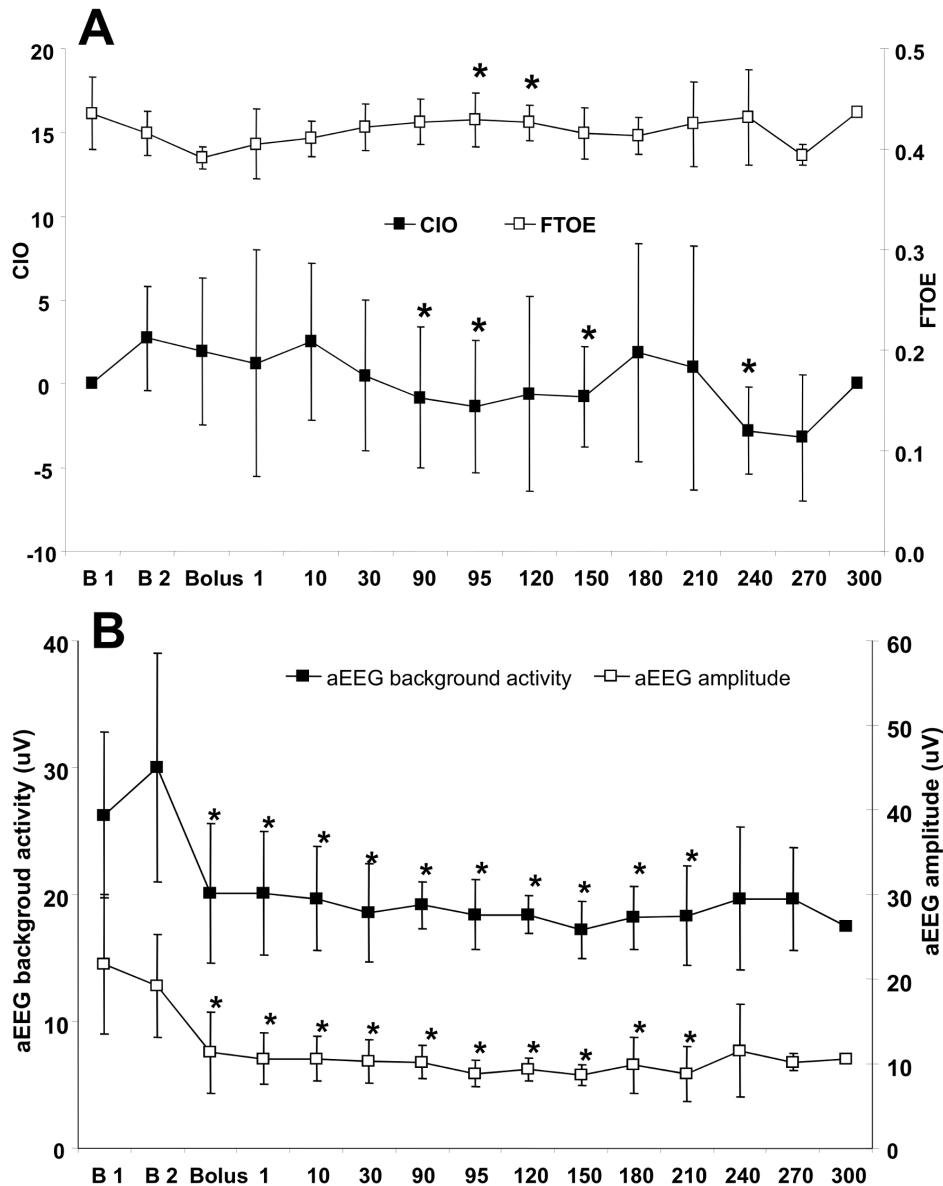 A
20
15
10
5
0
-5
-10
CIO
0.5
0.4
0.3
0.2
0.1
0.0
FTOE
CIO FTOE
* *
* * * *
B 1 B 2 Bolus 1 10 30 90 95 120 150 180 210 240 270 300
B
40
30
20
10
0
aEEG backgroud activity (uV)
60
50
40
30
20
10
0
aEEG amplitude (uV)
aEEG background activity aEEG amplitude
* * * * * * * * * *
* * * * * * * * * *
B 1 B 2 Bolus 1 10 30 90 95 120 150 180 210 240 270 300